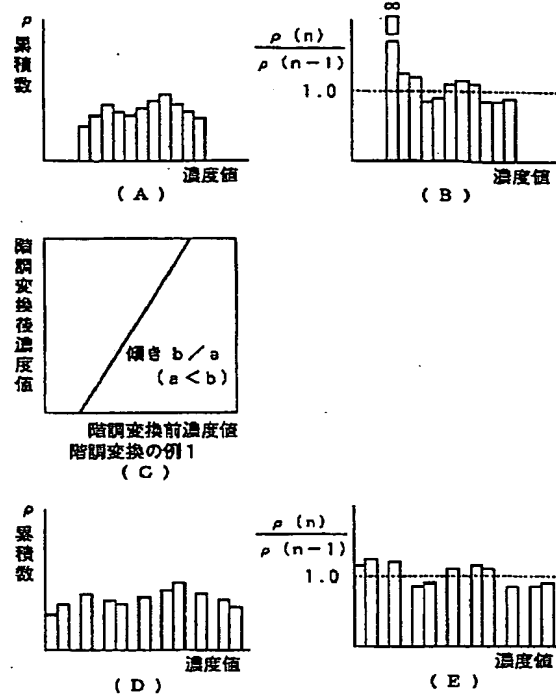 ρ
累積数
濃度値
(A)
∞
ρ(n)
ρ(n-1)
1.0
濃度値
(B)
階調変換後濃度値
傾き b/a
(a<b)
階調変換前濃度値
階調変換の例1
(C)
ρ
累積数
濃度値
(D)
ρ(n)
ρ(n-1)
1.0
濃度値
(E)